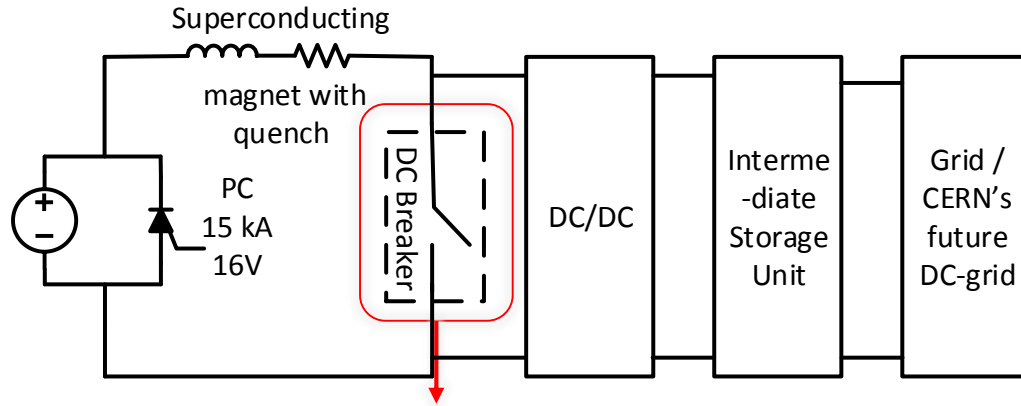 Superconducting
magnet with
quench
PC
15 kA
16V
DC Breaker
DC/DC
Interme
-diate
Storage
Unit
Grid /
CERN's
future
DC-grid